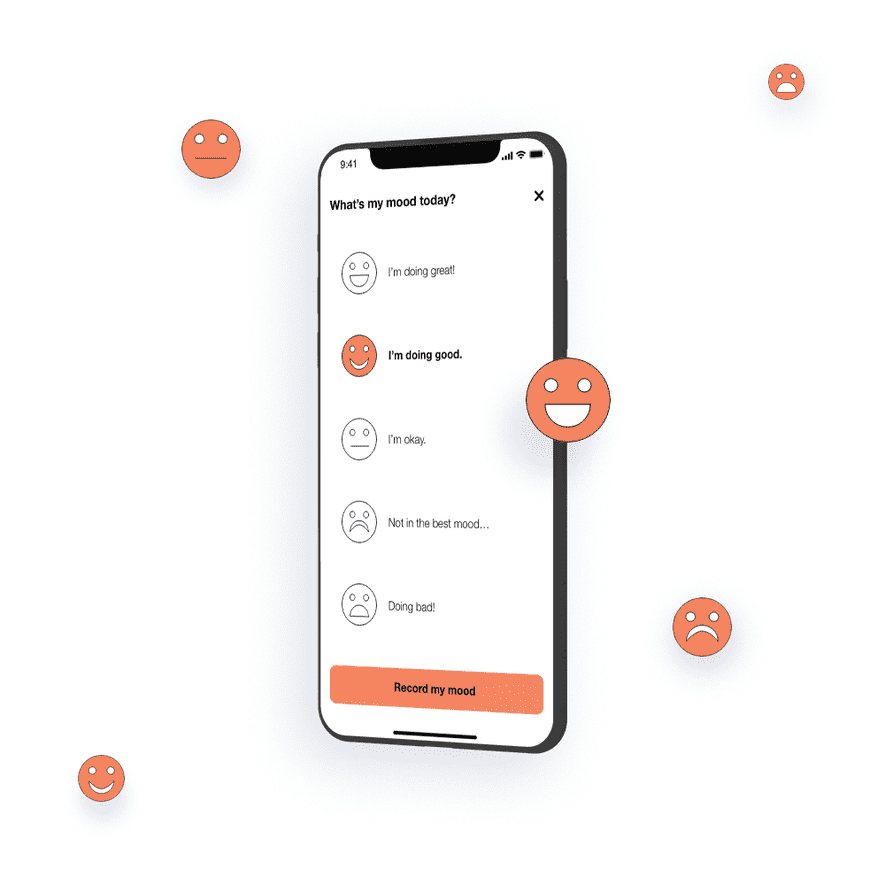 9:41
What's my mood today?
I'm doing great!
I'm doing good.
I'm okay.
Not in the best mood...
Doing bad!
Record my mood